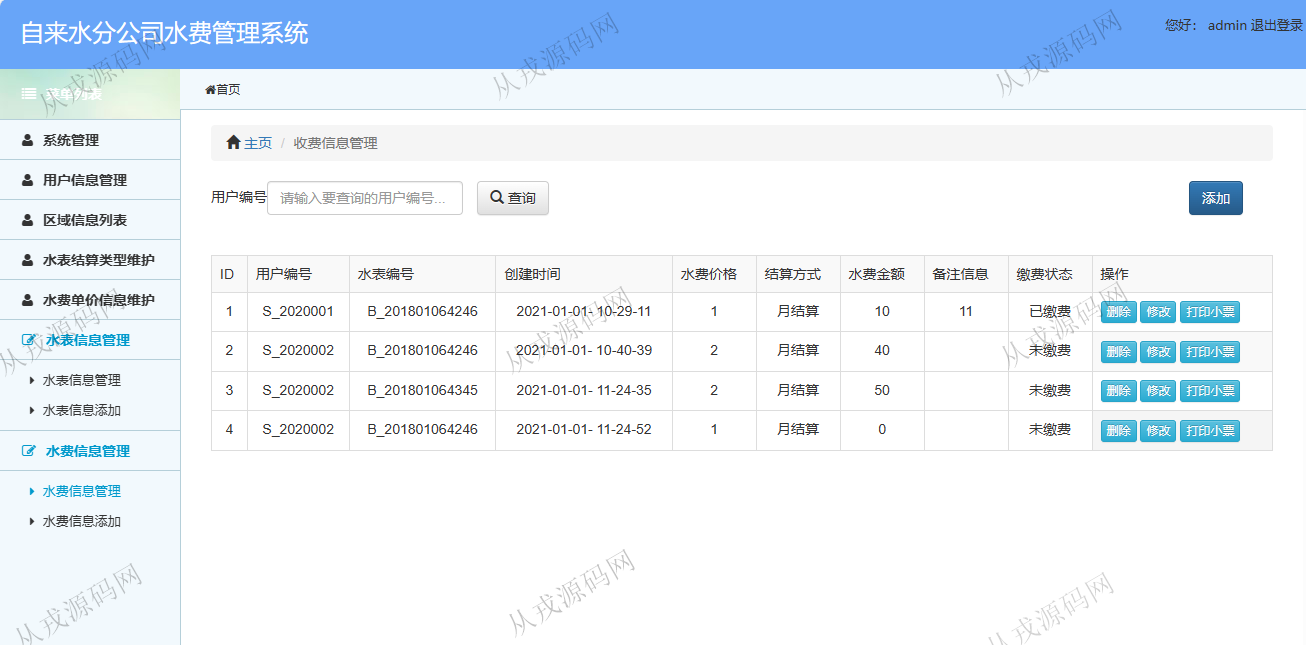 自来水分公司水费管理系统
您好： admin 退出登录
菜单列表
首页
系统管理
用户信息管理
区域信息列表
水表结算类型维护
水费单价信息维护
水表信息管理
水表信息管理
水表信息添加
水费信息管理
水费信息管理
水费信息添加
主页 / 收费信息管理
用户编号 请输入要查询的用户编号... 查询 添加
ID 用户编号 水表编号 创建时间 水费价格 结算方式 水费金额 备注信息 缴费状态 操作
1 S_2020001 B_201801064246 2021-01-01- 10-29-11 1 月结算 10 11 已缴费 删除 修改 打印小票
2 S_2020002 B_201801064246 2021-01-01- 10-40-39 2 月结算 40 未缴费 删除 修改 打印小票
3 S_2020002 B_201801064345 2021-01-01- 11-24-35 2 月结算 50 未缴费 删除 修改 打印小票
4 S_2020002 B_201801064246 2021-01-01- 11-24-52 1 月结算 0 未缴费 删除 修改 打印小票
从戎源码网
从戎源码网
从戎源码网
从戎源码网
从戎源码网
从戎源码网
从戎源码网
从戎源码网
从戎源码网